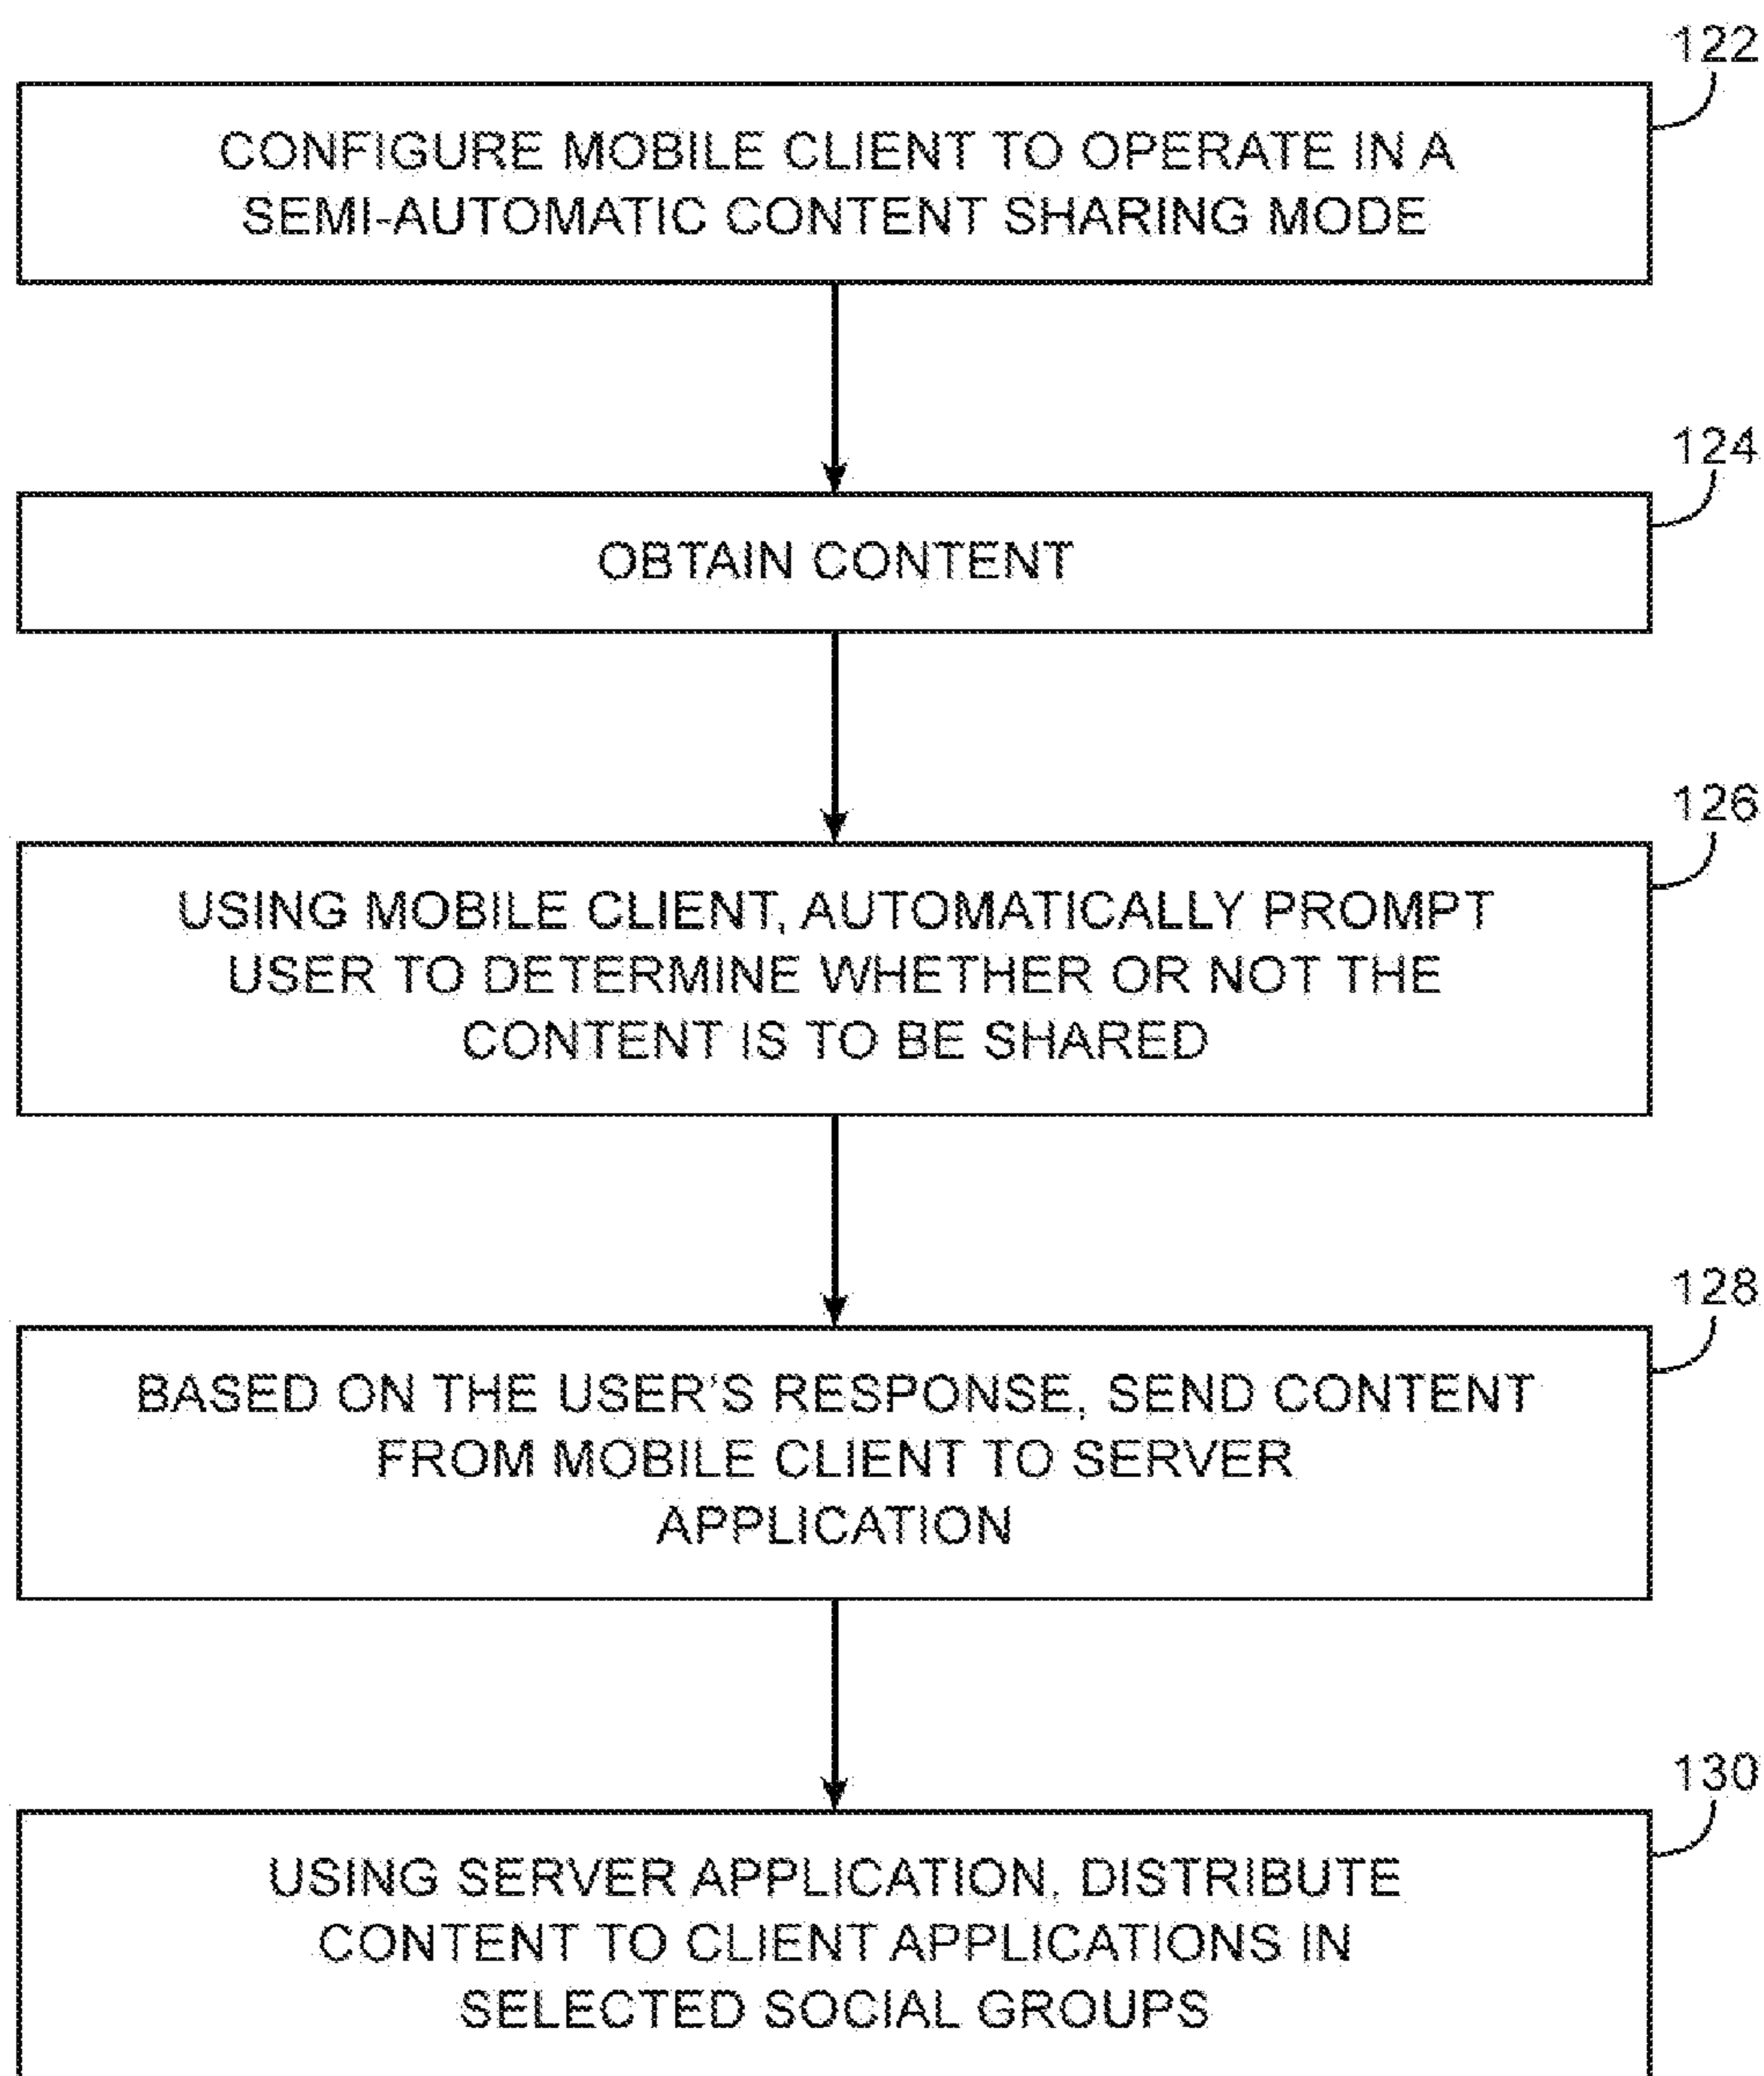 122
CONFIGURE MOBILE CLIENT TO OPERATE IN A
SEMI-AUTOMATIC CONTENT SHARING MODE
124
OBTAIN CONTENT
126
USING MOBILE CLIENT, AUTOMATICALLY PROMPT
USER TO DETERMINE WHETHER OR NOT THE
CONTENT IS TO BE SHARED
128
BASED ON THE USER'S RESPONSE, SEND CONTENT
FROM MOBILE CLIENT TO SERVER
APPLICATION
130
USING SERVER APPLICATION, DISTRIBUTE
CONTENT TO CLIENT APPLICATIONS IN
SELECTED SOCIAL GROUPS